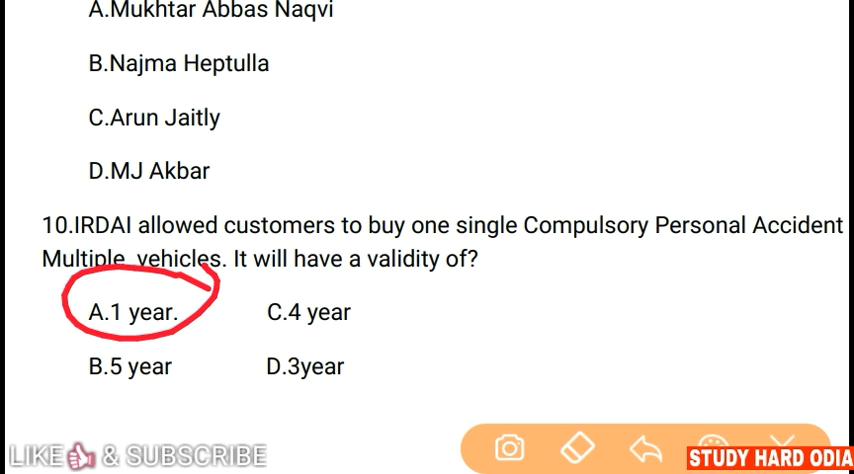 A.Mukhtar Abbas Naqvi
B.Najma Heptulla
C.Arun Jaitly
D.MJ Akbar
10.IRDAI allowed customers to buy one single Compulsory Personal Accident
Multiple vehicles. It will have a validity of?
A.1 year. C.4 year
B.5 year D.3year
LIKE & SUBSCRIBE
STUDY HARD ODIA